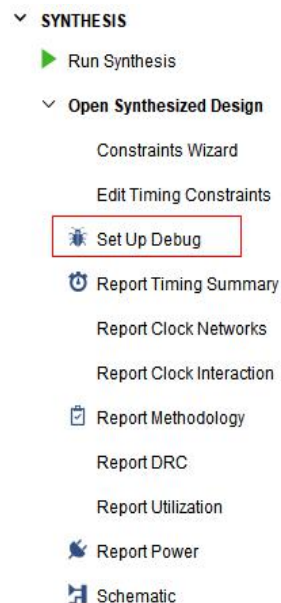 SYNTHESIS
Run Synthesis
Open Synthesized Design
Constraints Wizard
Edit Timing Constraints
Set Up Debug
Report Timing Summary
Report Clock Networks
Report Clock Interaction
Report Methodology
Report DRC
Report Utilization
Report Power
Schematic